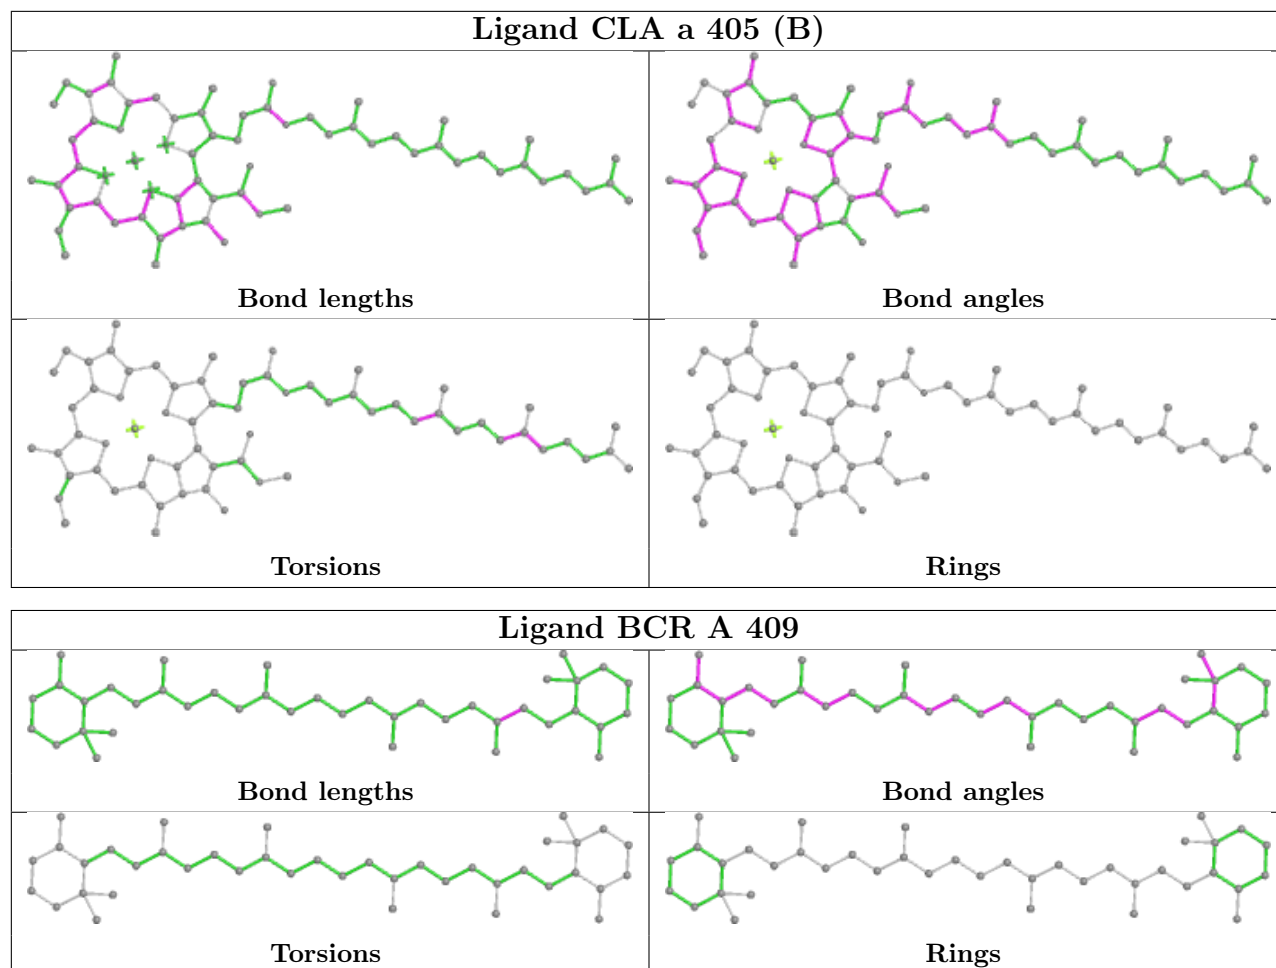 Ligand CLA a 405 (B)
Bond lengths
Bond angles
Torsions
Rings
Ligand BCR A 409
Bond lengths
Bond angles
Torsions
Rings